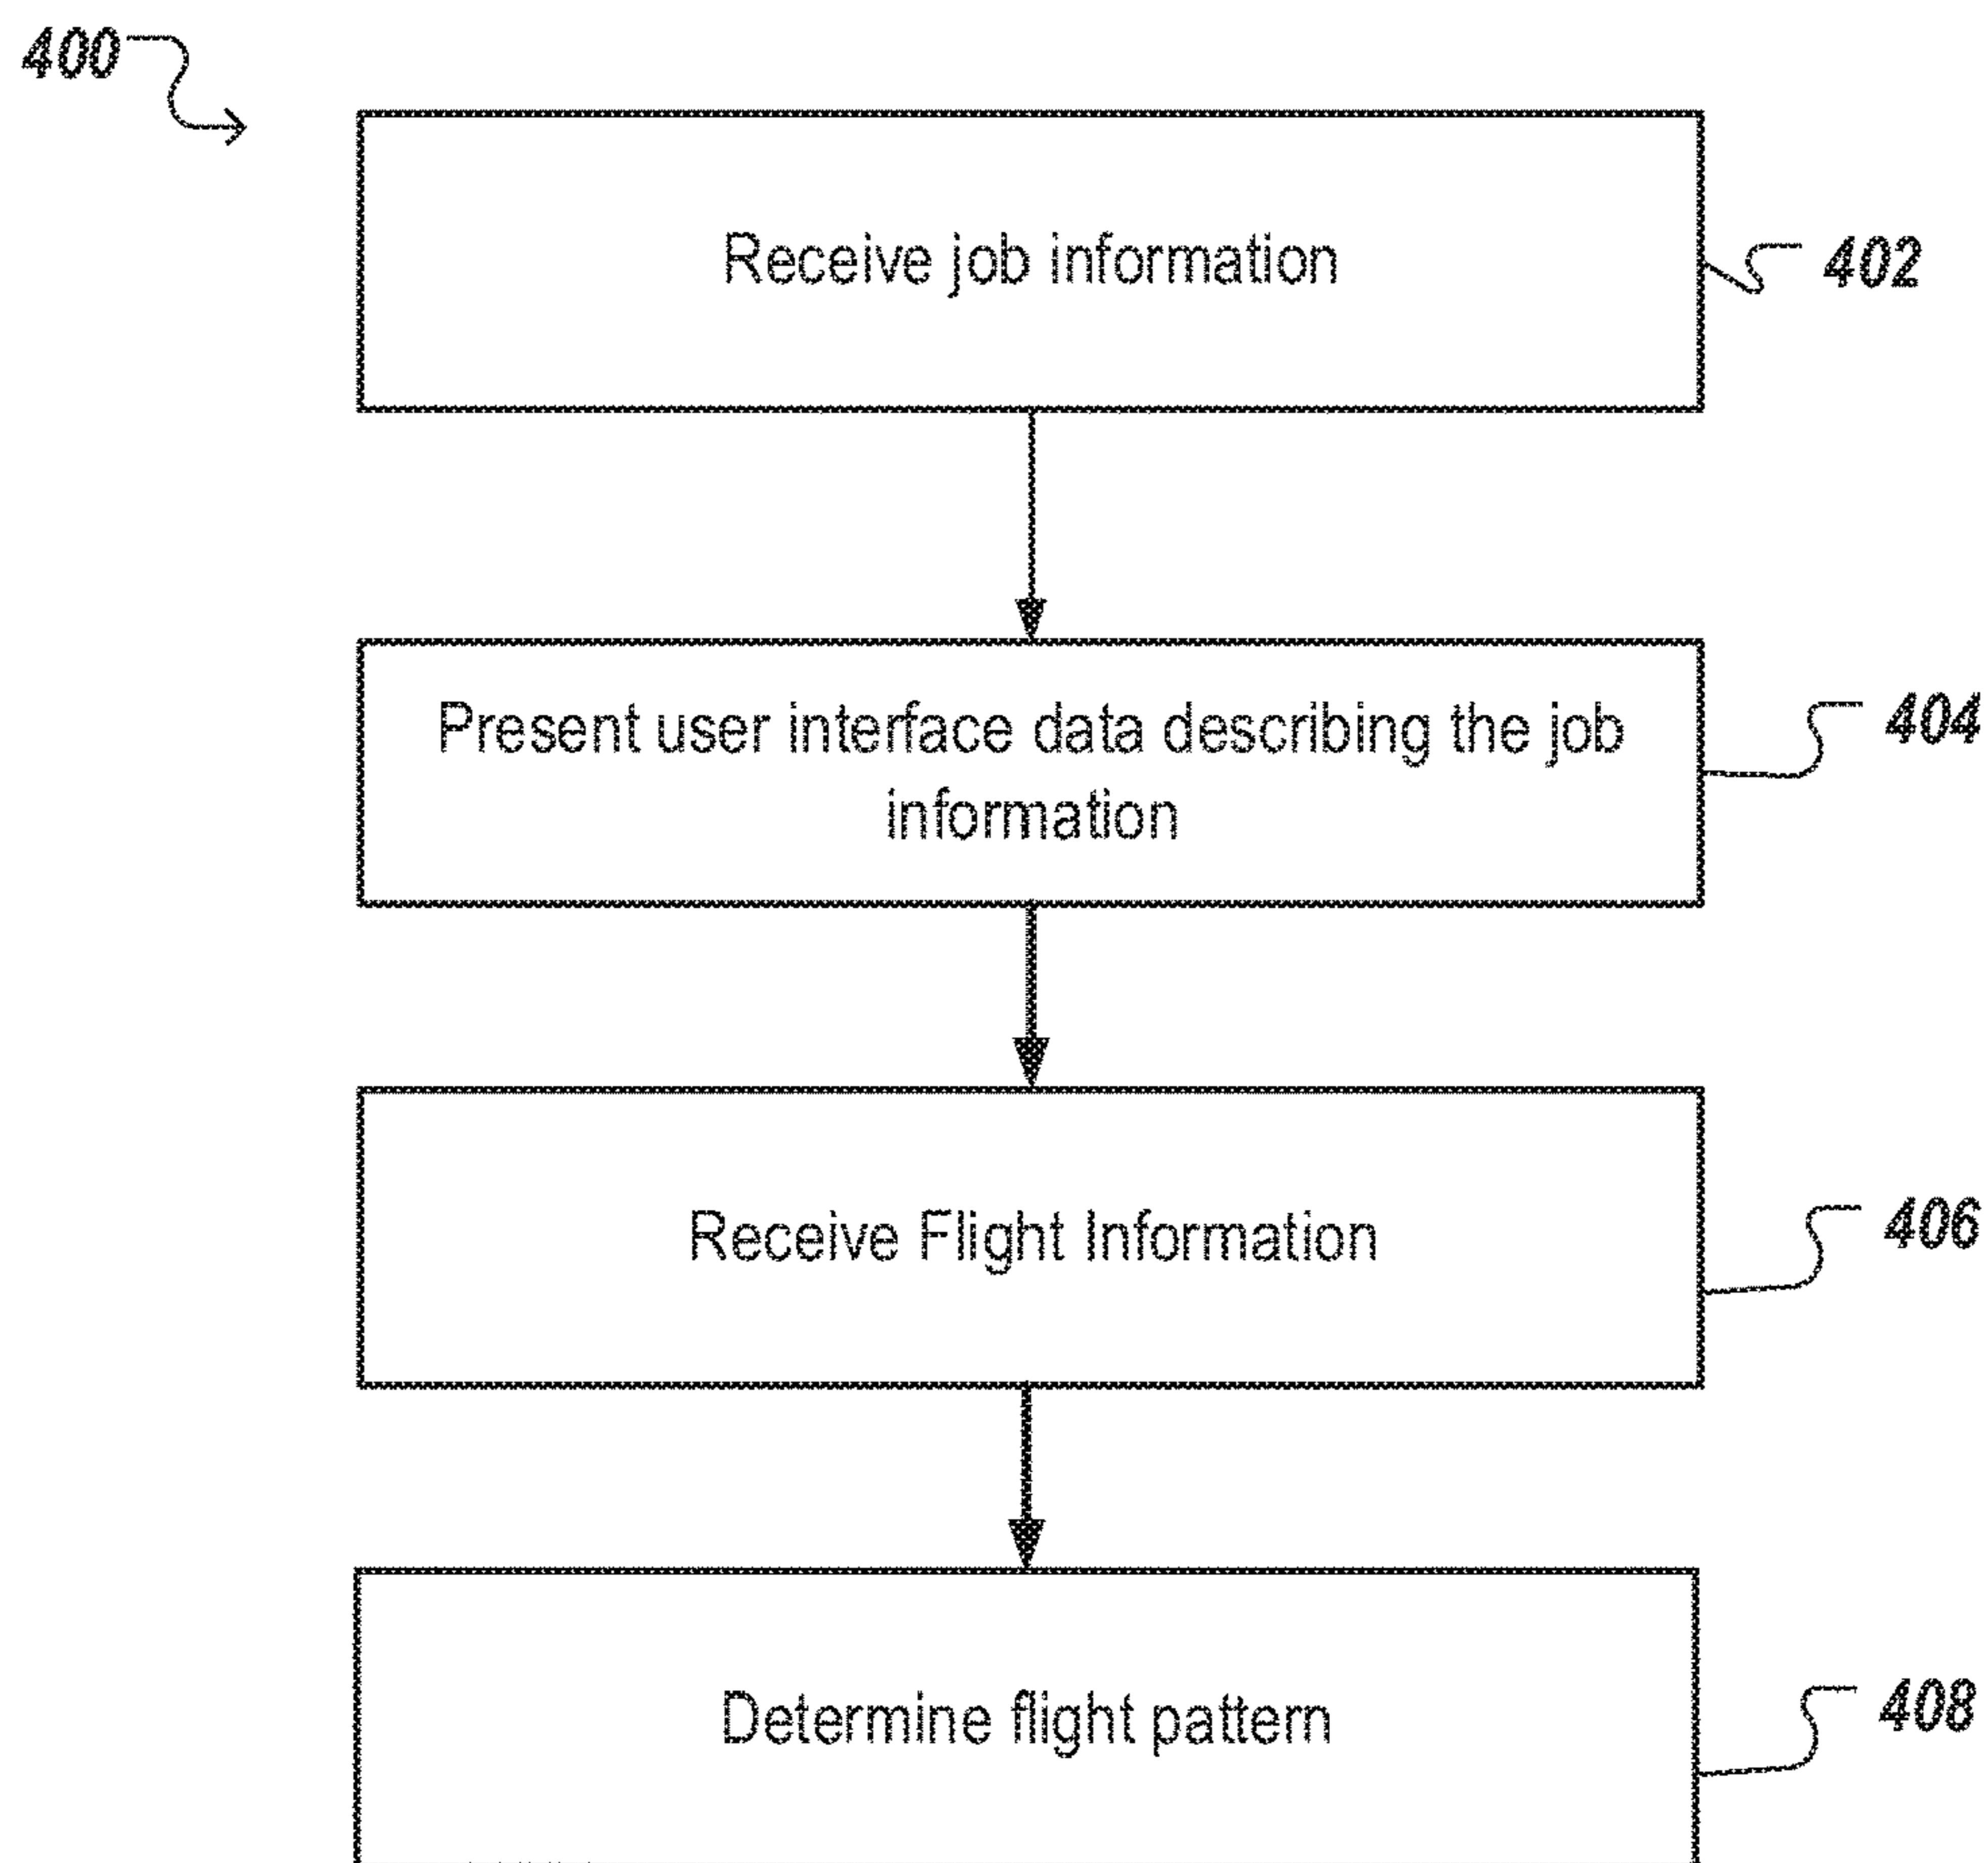 400
Receive job information
402
Present user interface data describing the job
information
404
Receive Flight Information
406
Determine flight pattern
408